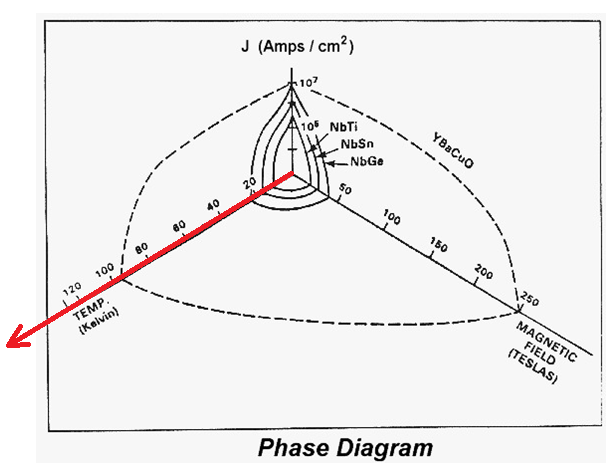 J (Amps / cm²)
10⁷
10⁶
NbTi
NbSn
NbGe
YBaCuO
20
40
60
80
100
120
TEMP.
(Kelvin)
50
100
150
200
250
MAGNETIC
FIELD
(TESLAS)
Phase Diagram